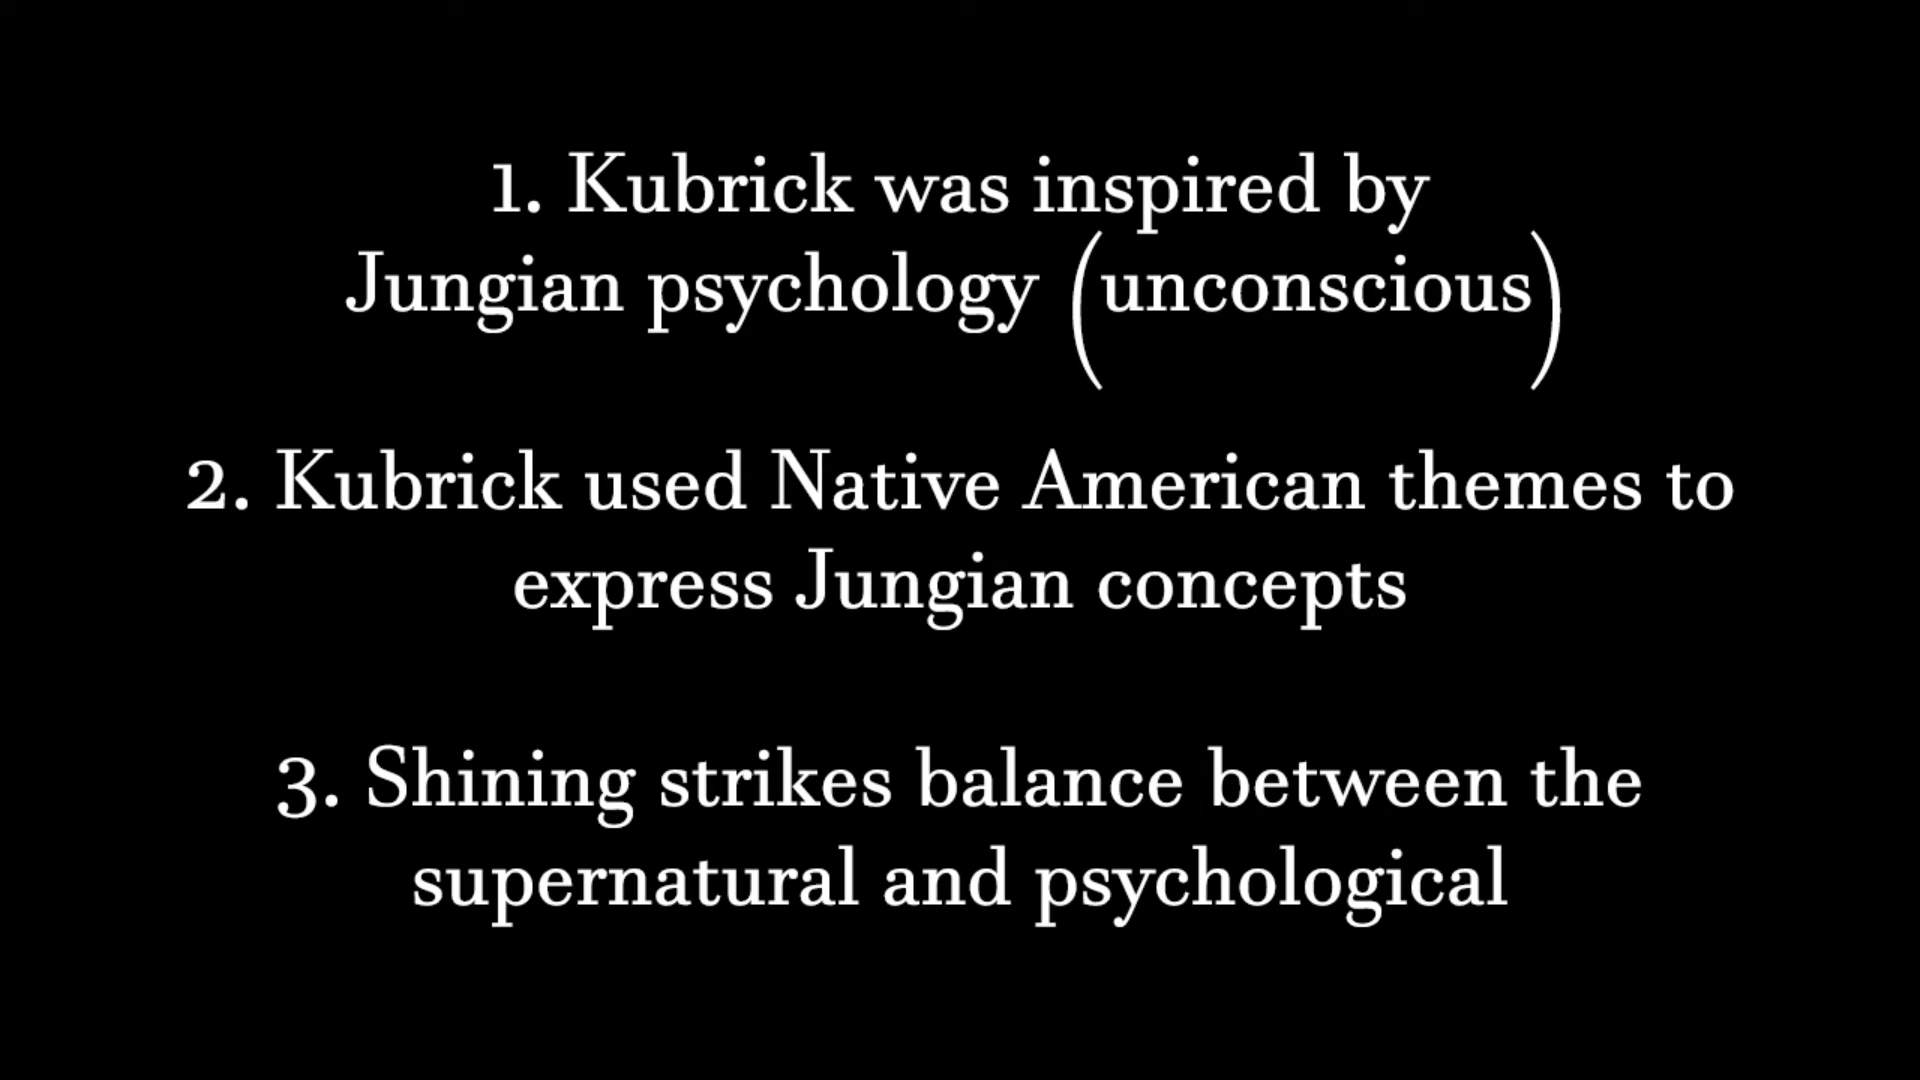 1. Kubrick was inspired by
Jungian psychology (unconscious)
2. Kubrick used Native American themes to
express Jungian concepts
3. Shining strikes balance between the
supernatural and psychological